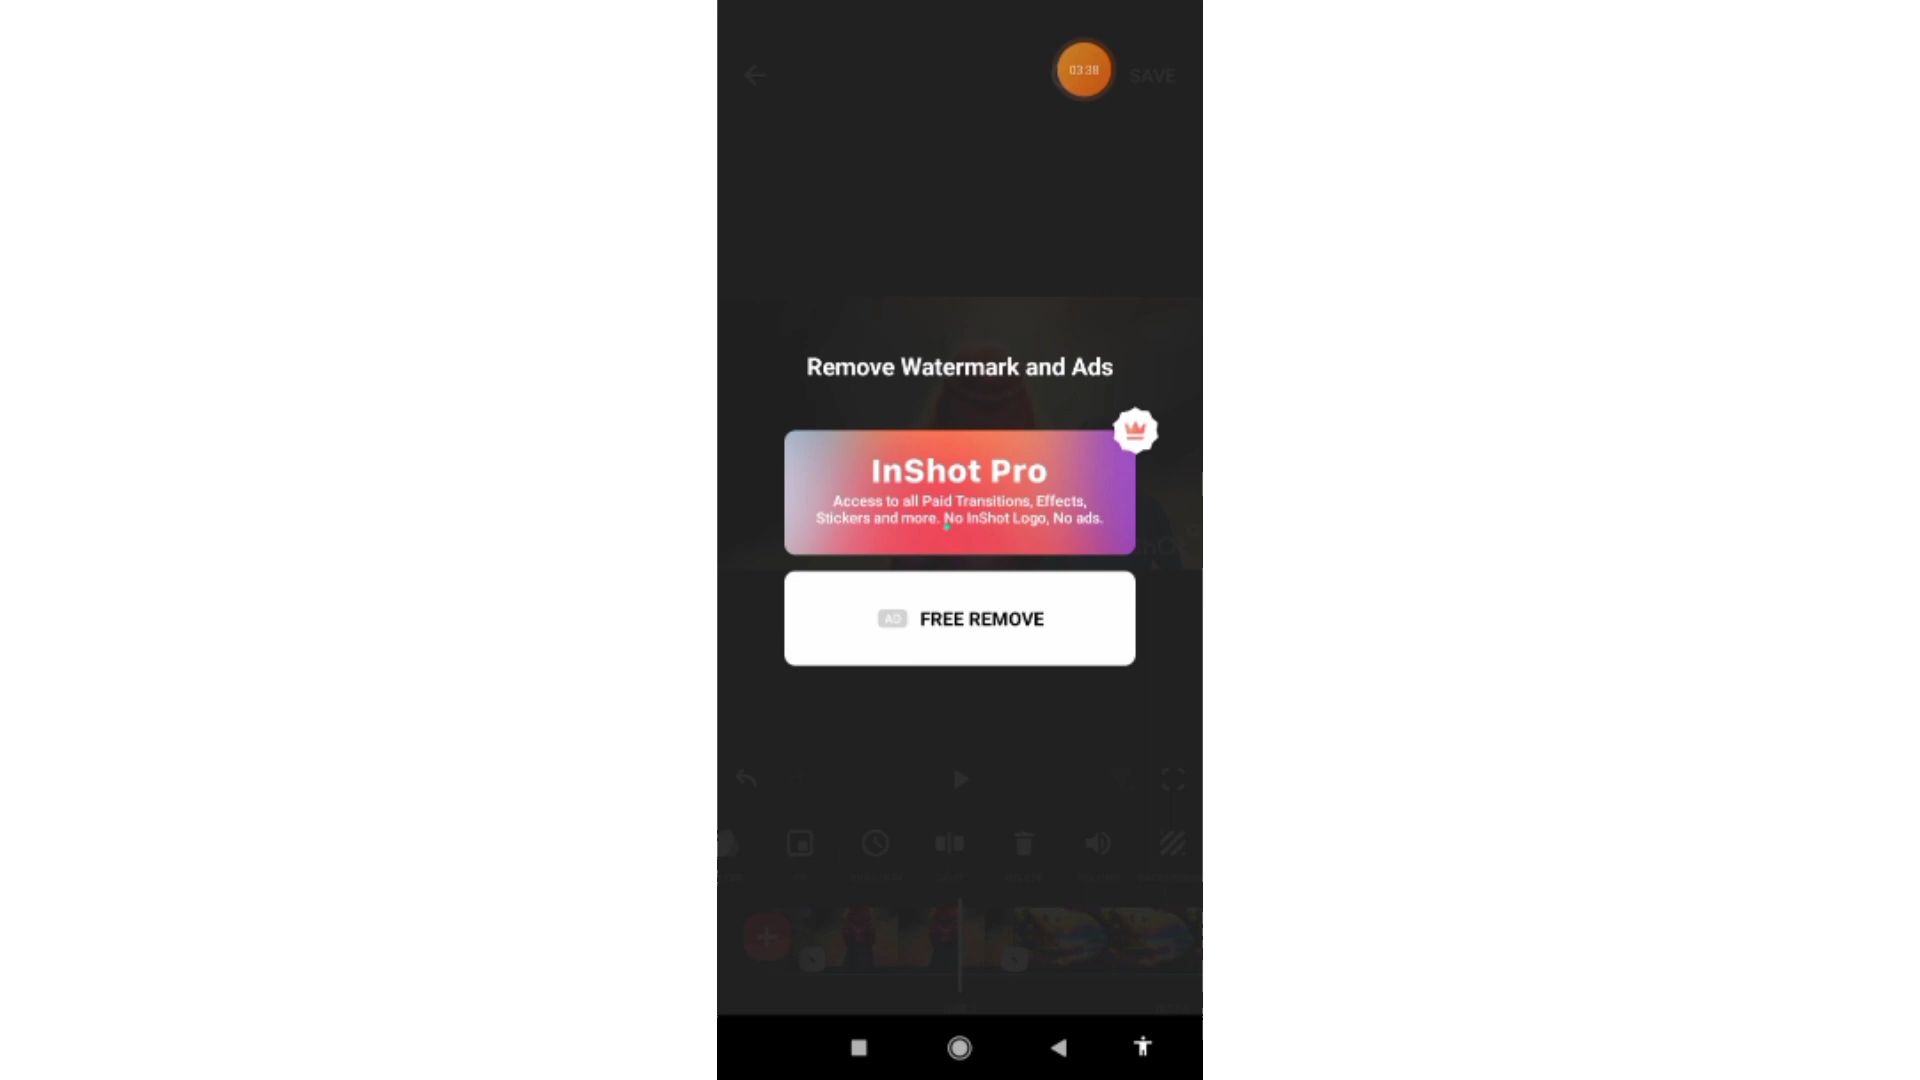 03:38
SAVE
Remove Watermark and Ads
InShot Pro
Access to all Paid Transitions, Effects,
Stickers and more. No InShot Logo, No ads.
AD FREE REMOVE